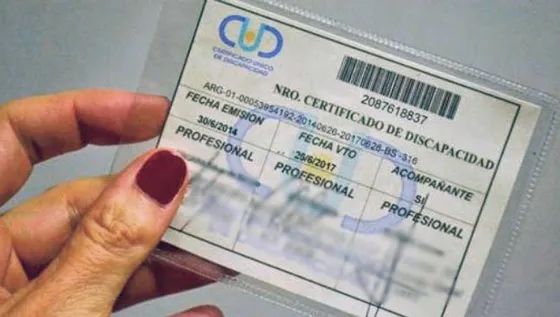 CUD
CERTIFICADO ÚNICO
DE DISCAPACIDAD
2087618837
NRO. CERTIFICADO DE DISCAPACIDAD
ARG-01-00053954192-20140626-20170626-BS-316
FECHA EMISION FECHA VTO ACOMPAÑANTE
30/6/2014 26/6/2017 SI
PROFESIONAL PROFESIONAL PROFESIONAL